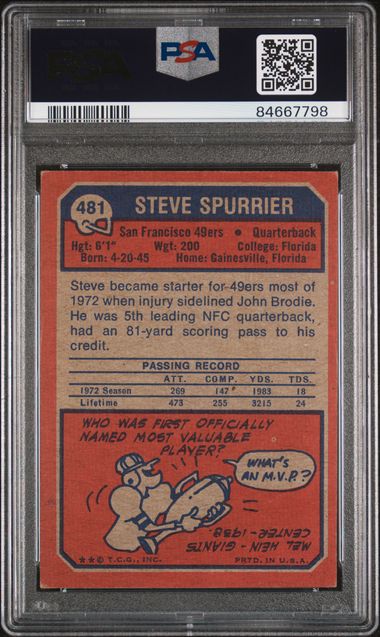 PSA
PSA
84667798
481
STEVE SPURRIER
San Francisco 49ers • Quarterback
Hgt: 6'1" Wgt: 200 College: Florida
Born: 4-20-45 Home: Gainesville, Florida
Steve became starter for 49ers most of
1972 when injury sidelined John Brodie.
He was 5th leading NFC quarterback,
had an 81-yard scoring pass to his
credit.
PASSING RECORD
ATT. COMP. YDS. TDS.
1972 Season 269 147 1983 18
Lifetime 473 255 3215 24
WHO WAS FIRST OFFICIALLY
NAMED MOST VALUABLE
PLAYER?
WHAT'S
AN M.V.P.?
MEL HEIN-GIANTS
CENTER-1938
**© T.C.G., INC.
PRTD. IN U.S.A.